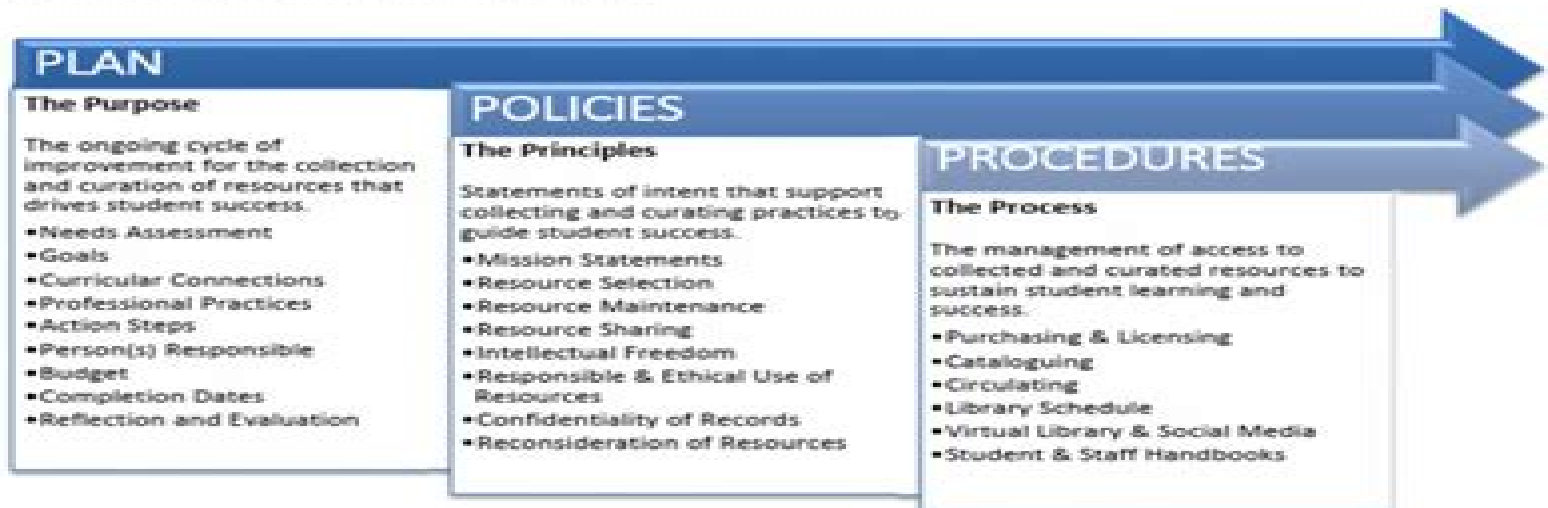 PLAN
The Purpose
The ongoing cycle of
improvement for the collection
and curation of resources that
drives student success.
▪Needs Assessment
▪Goals
▪Curricular Connections
▪Professional Practices
▪Action Steps
▪Person(s) Responsible
▪Budget
▪Completion Dates
▪Reflection and Evaluation
POLICIES
The Principles
Statements of intent that support
collecting and curating practices to
guide student success.
▪Mission Statements
▪Resource Selection
▪Resource Maintenance
▪Resource Sharing
▪Intellectual Freedom
▪Responsible & Ethical Use of
Resources
▪Confidentiality of Records
▪Reconsideration of Resources
PROCEDURES
The Process
The management of access to
collected and curated resources to
sustain student learning and
success.
▪Purchasing & Licensing
▪Cataloguing
▪Circulating
▪Library Schedule
▪Virtual Library & Social Media
▪Student & Staff Handbooks